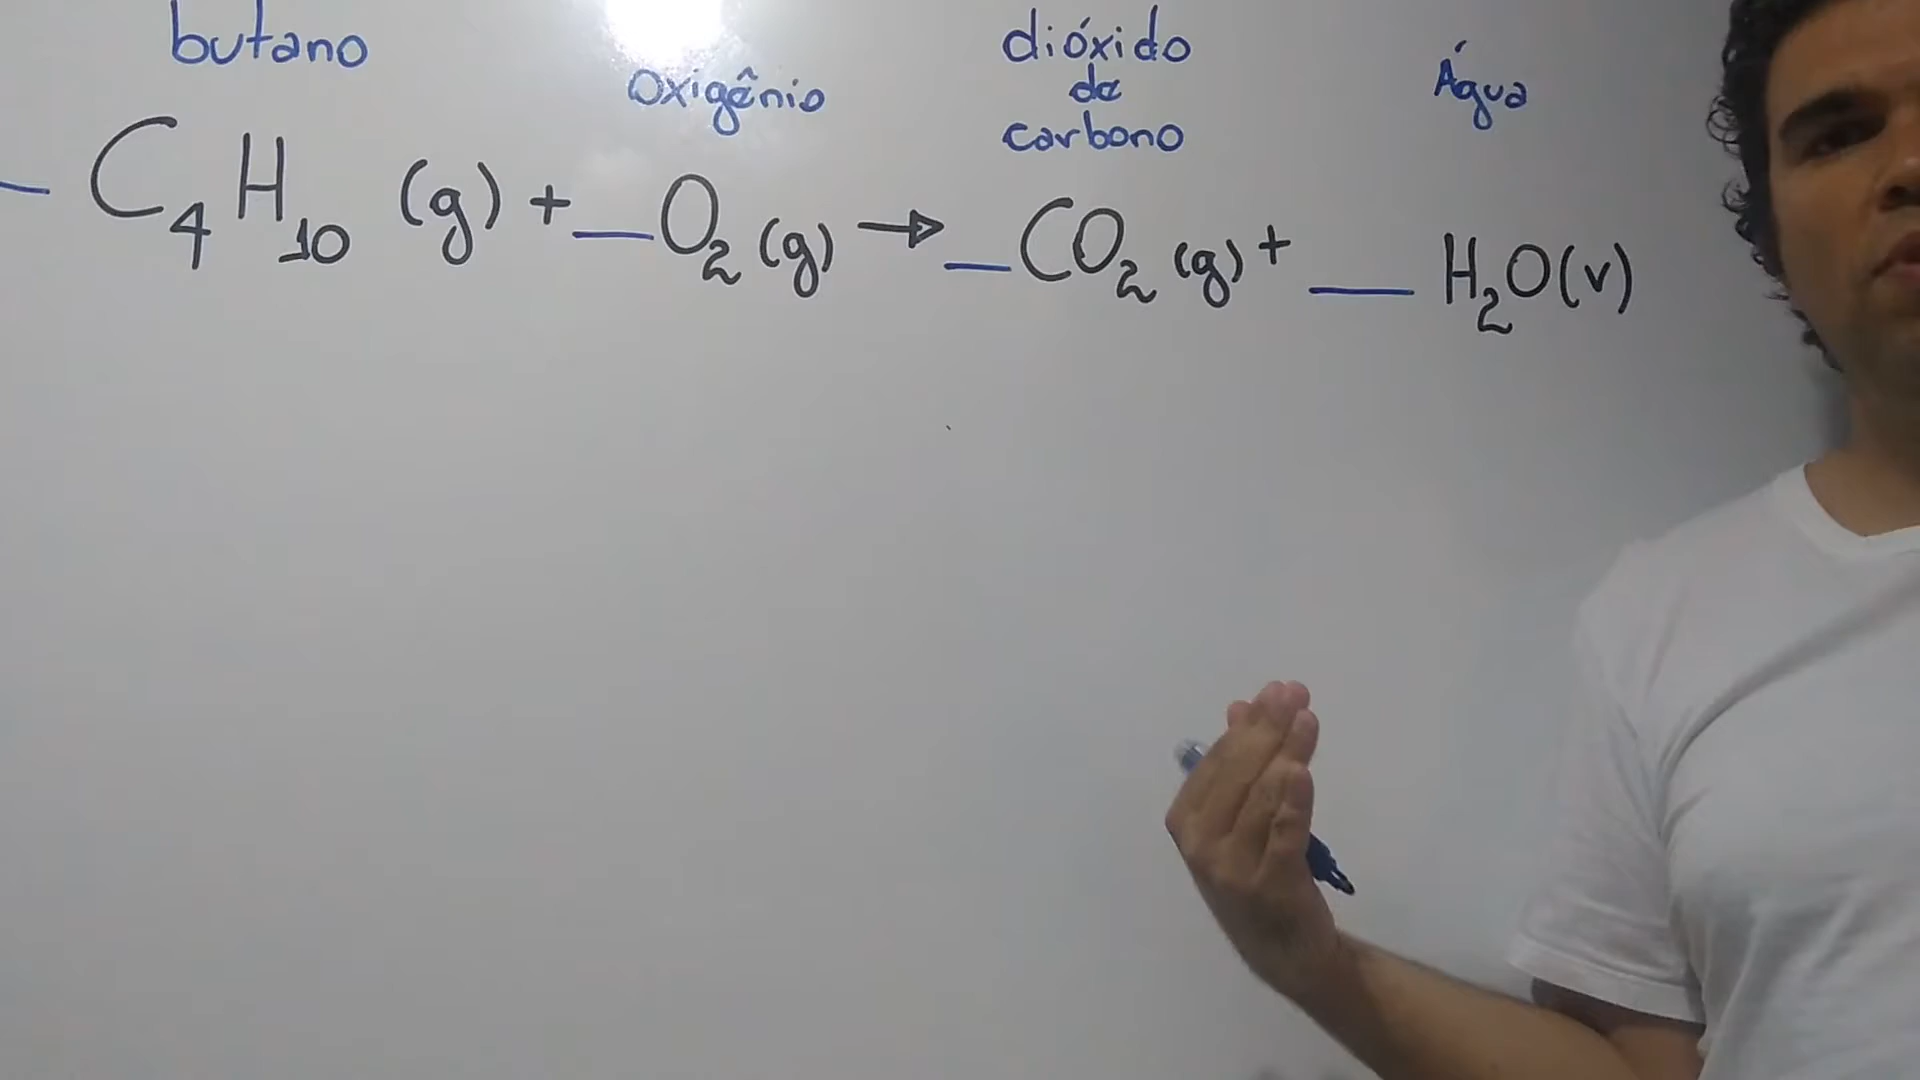 butano
Oxigênio
dióxido
de
carbono
Água
_ C₄H₁₀ (g) + _ O₂ (g) → _ CO₂ (g) + _ H₂O (v)